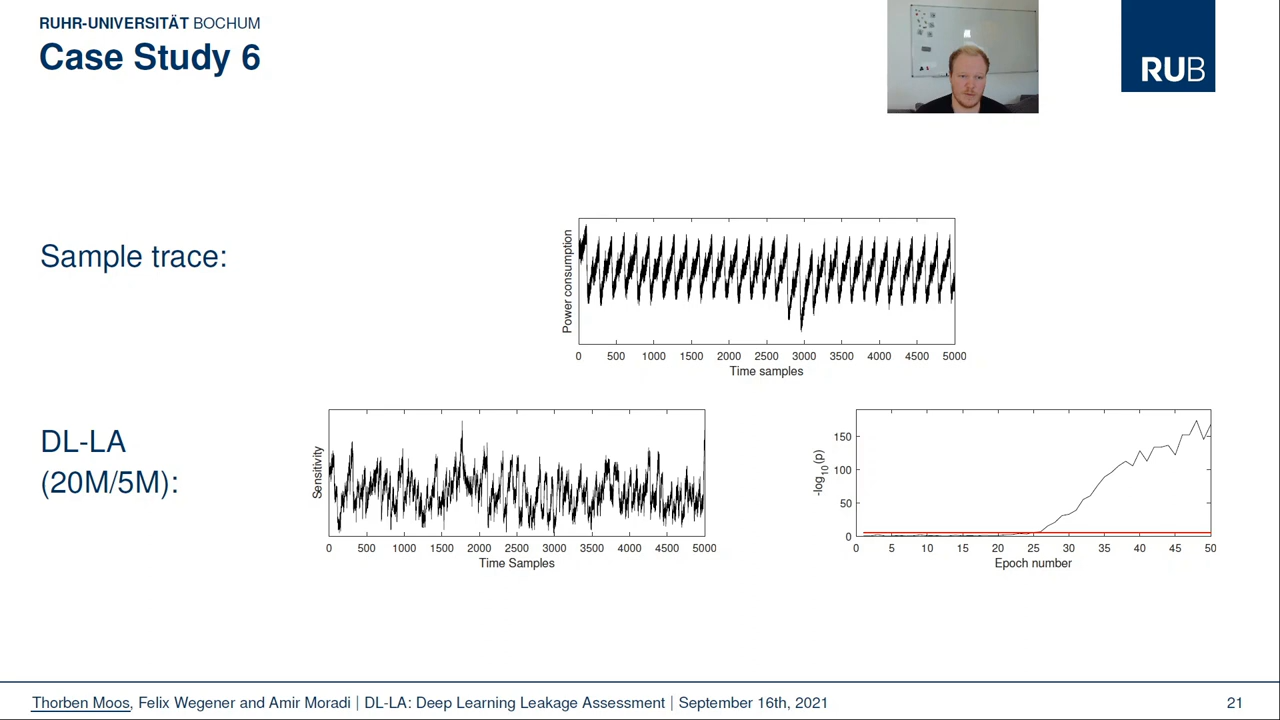 RUHR-UNIVERSITÄT BOCHUM
Case Study 6
RUB
Sample trace:
Power consumption
0 500 1000 1500 2000 2500 3000 3500 4000 4500 5000
Time samples
DL-LA
(20M/5M):
Sensitivity
0 500 1000 1500 2000 2500 3000 3500 4000 4500 5000
Time Samples
-log10(p)
150
100
50
0
0 5 10 15 20 25 30 35 40 45 50
Epoch number
Thorben Moos, Felix Wegener and Amir Moradi | DL-LA: Deep Learning Leakage Assessment | September 16th, 2021
21